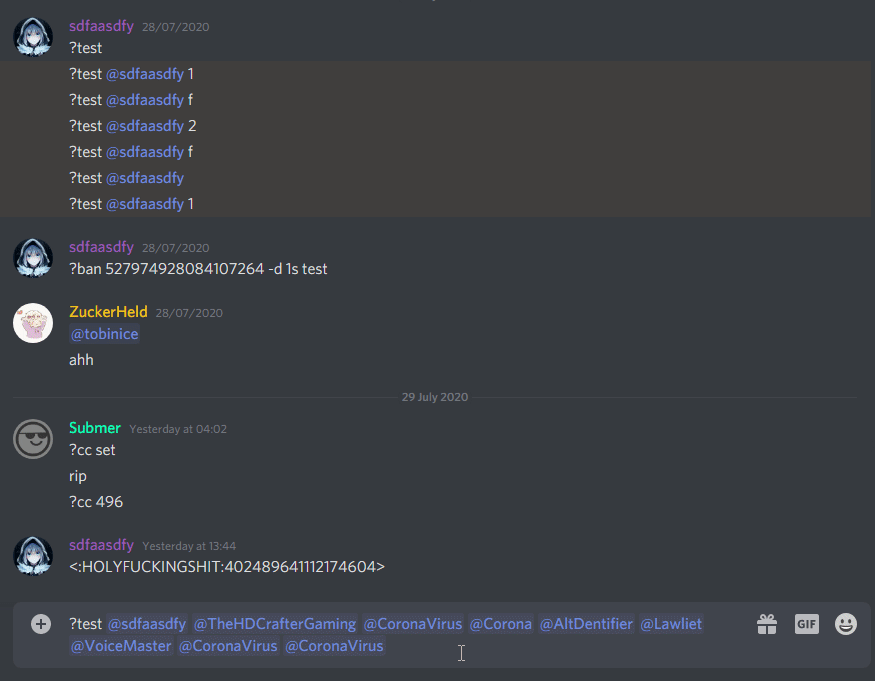 sdfaasdfy 28/07/2020
?test
?test @sdfaasdfy 1
?test @sdfaasdfy f
?test @sdfaasdfy 2
?test @sdfaasdfy f
?test @sdfaasdfy
?test @sdfaasdfy 1
sdfaasdfy 28/07/2020
?ban 527974928084107264 -d 1s test
ZuckerHeld 28/07/2020
@tobinice
ahh
29 July 2020
Submer Yesterday at 04:02
?cc set
rip
?cc 496
sdfaasdfy Yesterday at 13:44
<:HOLYFUCKINGSHIT:402489641112174604>
?test @sdfaasdfy @TheHDCrafterGaming @CoronaVirus @Corona @AltDentifier @Lawliet
@VoiceMaster @CoronaVirus @CoronaVirus
GIF